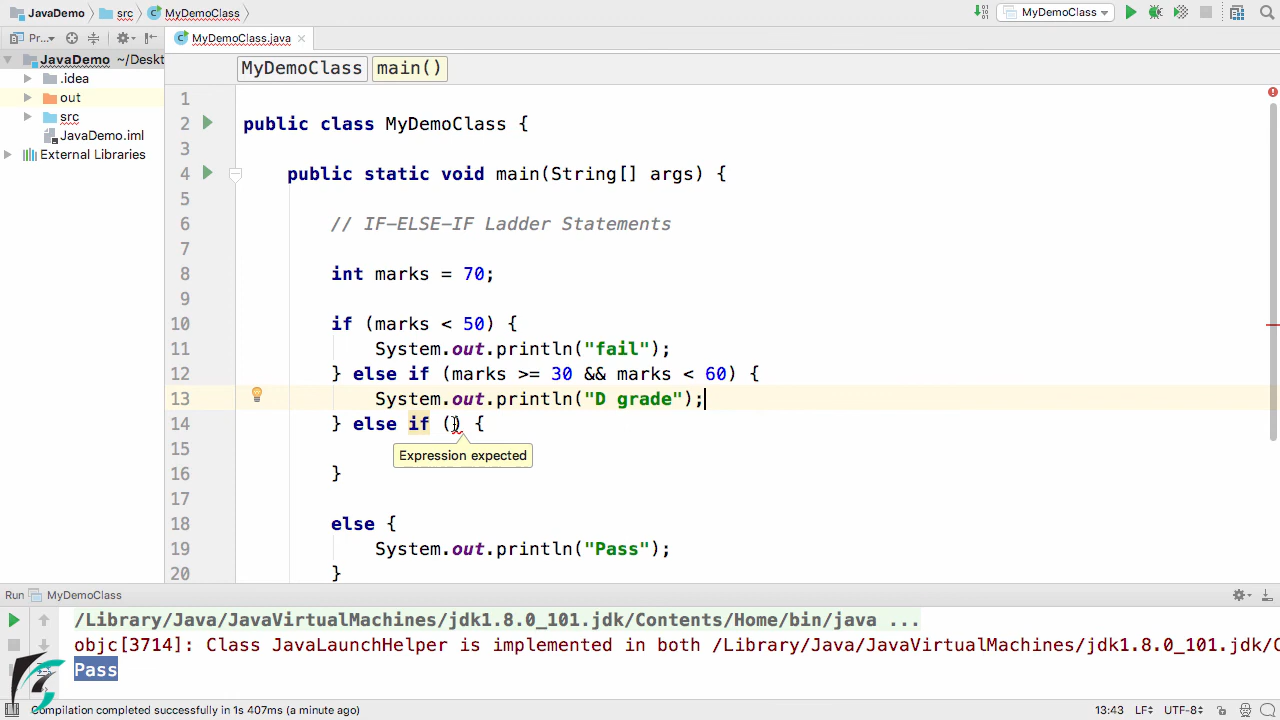 JavaDemo src MyDemoClass MyDemoClass
Pr... MyDemoClass.java
JavaDemo ~/Deskt
.idea
out
src
JavaDemo.iml
External Libraries
MyDemoClass main()
1
2 public class MyDemoClass {
3
4 public static void main(String[] args) {
5
6 // IF-ELSE-IF Ladder Statements
7
8 int marks = 70;
9
10 if (marks < 50) {
11 System.out.println("fail");
12 } else if (marks >= 30 && marks < 60) {
13 System.out.println("D grade");
14 } else if () {
Expression expected
15
16 }
17
18 else {
19 System.out.println("Pass");
20 }
Run MyDemoClass
/Library/Java/JavaVirtualMachines/jdk1.8.0_101.jdk/Contents/Home/bin/java ...
objc[3714]: Class JavaLaunchHelper is implemented in both /Library/Java/JavaVirtualMachines/jdk1.8.0_101.jdk/C
Pass
Compilation completed successfully in 1s 407ms (a minute ago) 13:43 LF UTF-8